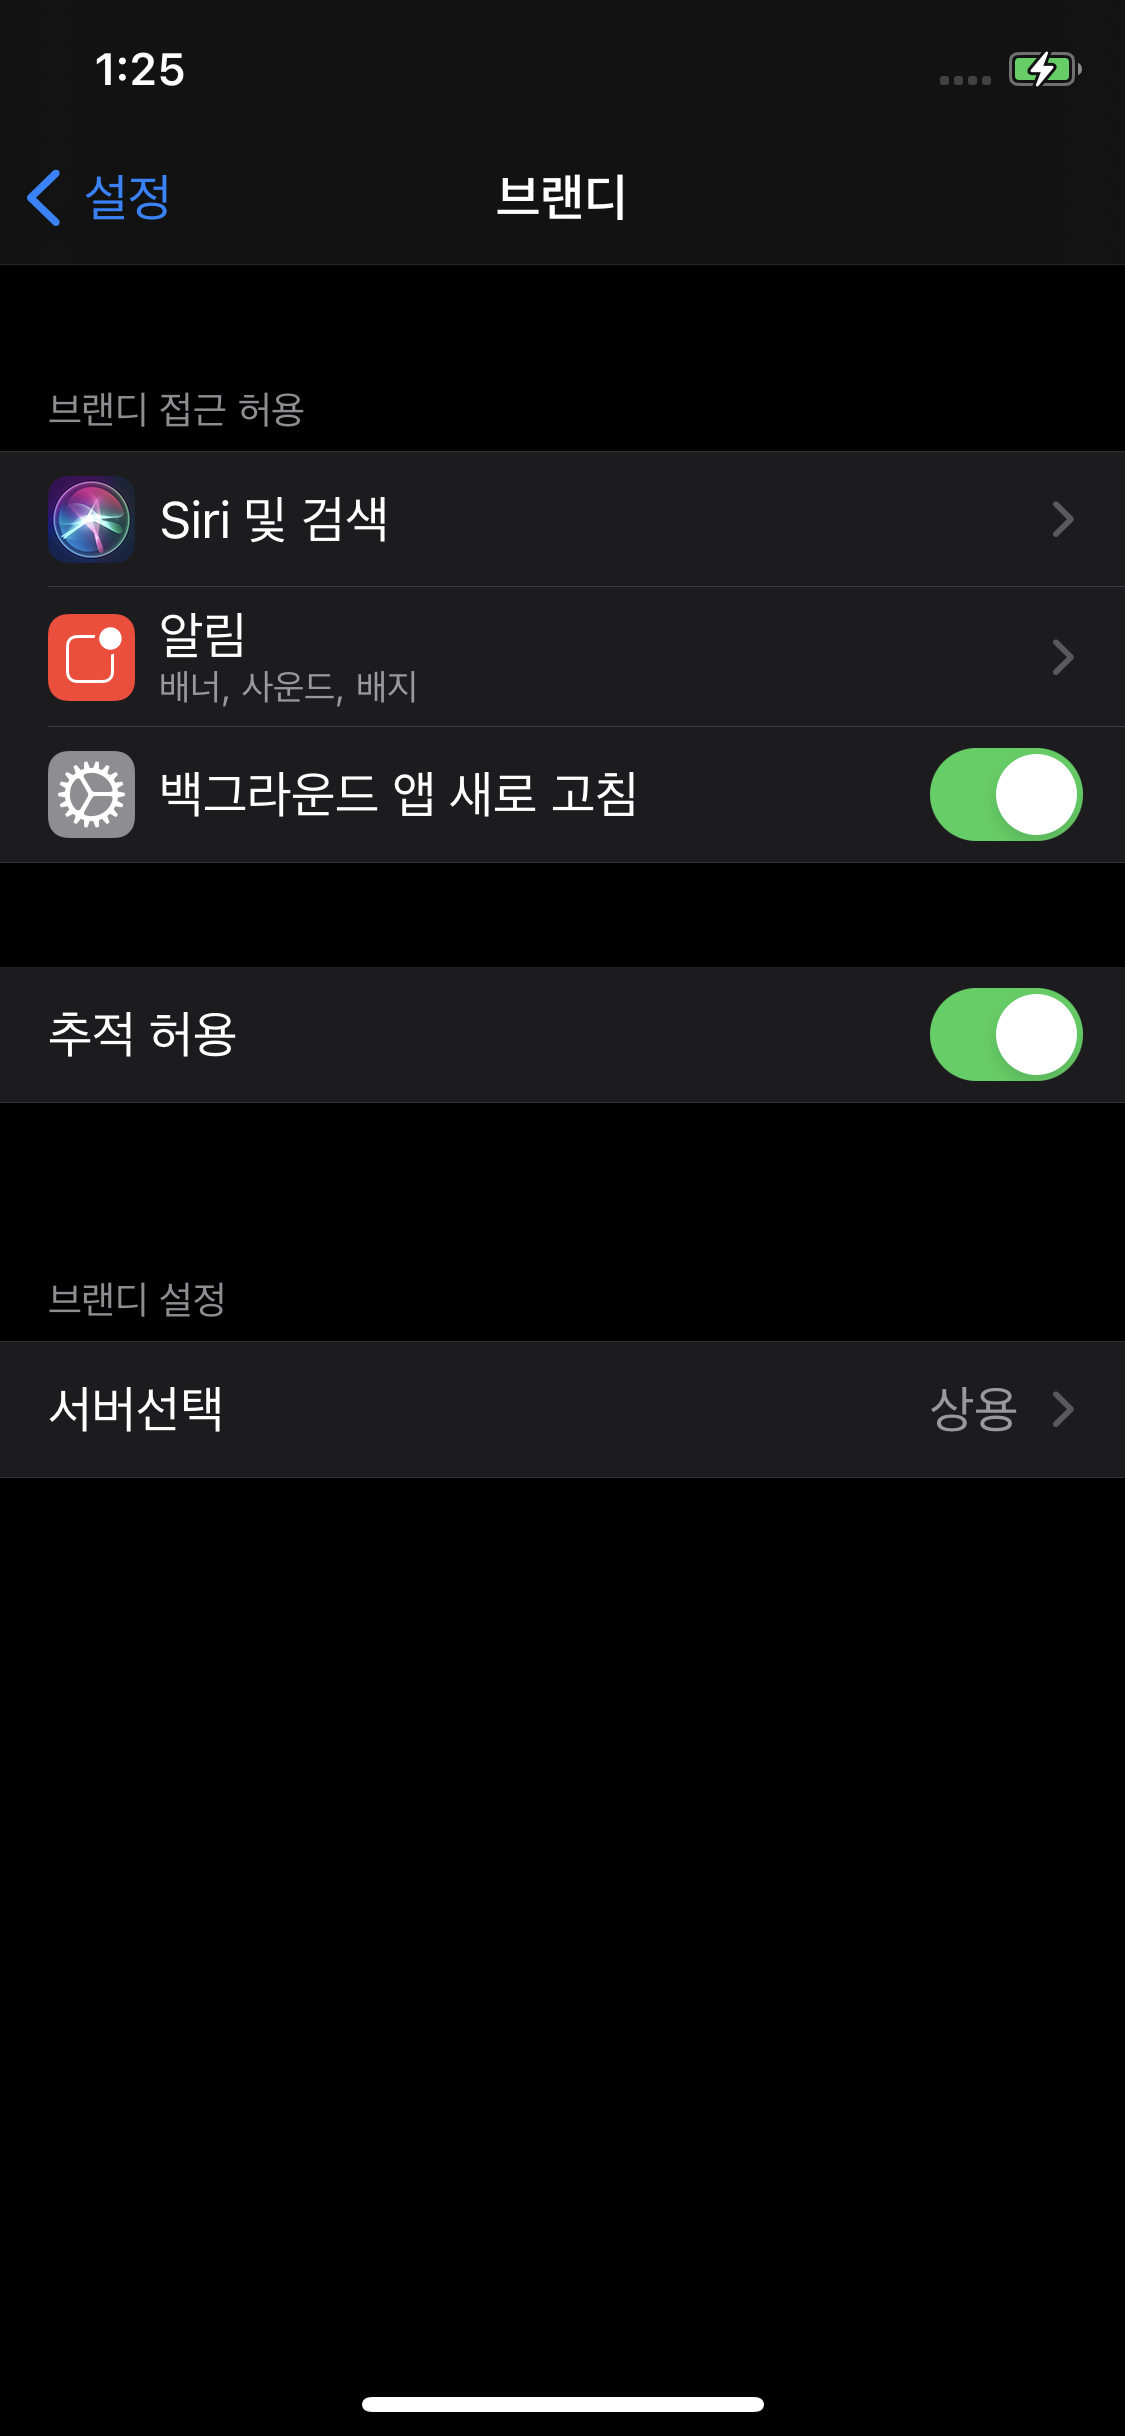 1:25
설정
브랜디
브랜디 접근 허용
Siri 및 검색
알림
배너, 사운드, 배지
백그라운드 앱 새로 고침
추적 허용
브랜디 설정
서버선택 상용